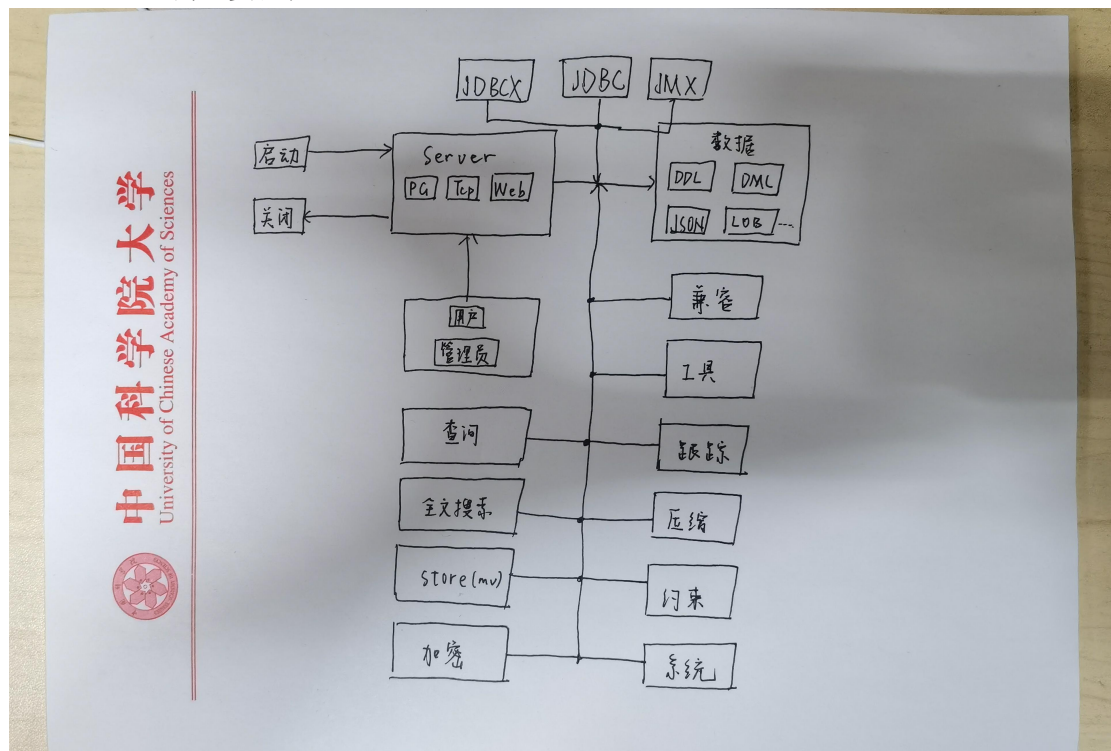 中国科学院大学
University of Chinese Academy of Sciences
JDBCX
JDBC
JMX
启动
关闭
Server
PG
Tcp
Web
数据
DDL
DML
JSON
LOB
...
用户
管理员
兼容
工具
查询
跟踪
全文搜索
压缩
Store(mv)
约束
加密
系统